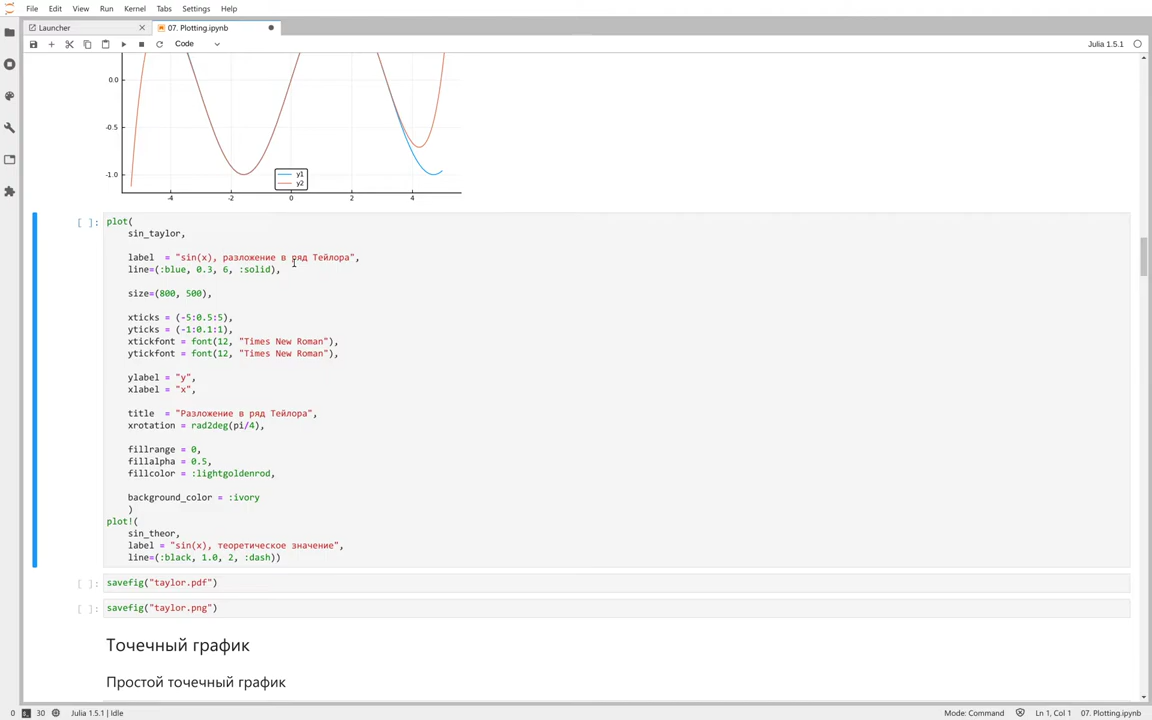 File Edit View Run Kernel Tabs Settings Help
Launcher
07. Plotting.ipynb
Code
Julia 1.5.1
0.0
-0.5
-1.0
y1
y2
-4 -2 0 2 4
[ ]:
plot(
sin_taylor,
label = "sin(x), разложение в ряд Тейлора",
line=(:blue, 0.3, 6, :solid),
size=(800, 500),
xticks = (-5:0.5:5),
yticks = (-1:0.1:1),
xtickfont = font(12, "Times New Roman"),
ytickfont = font(12, "Times New Roman"),
ylabel = "y",
xlabel = "x",
title = "Разложение в ряд Тейлора",
xrotation = rad2deg(pi/4),
fillrange = 0,
fillalpha = 0.5,
fillcolor = :lightgoldenrod,
background_color = :ivory
)
plot!(
sin_theor,
label = "sin(x), теоретическое значение",
line=(:black, 1.0, 2, :dash))
[ ]: savefig("taylor.pdf")
[ ]: savefig("taylor.png")
Точечный график
Простой точечный график
0 30 Julia 1.5.1 | Idle
Mode: Command Ln 1, Col 1 07. Plotting.ipynb